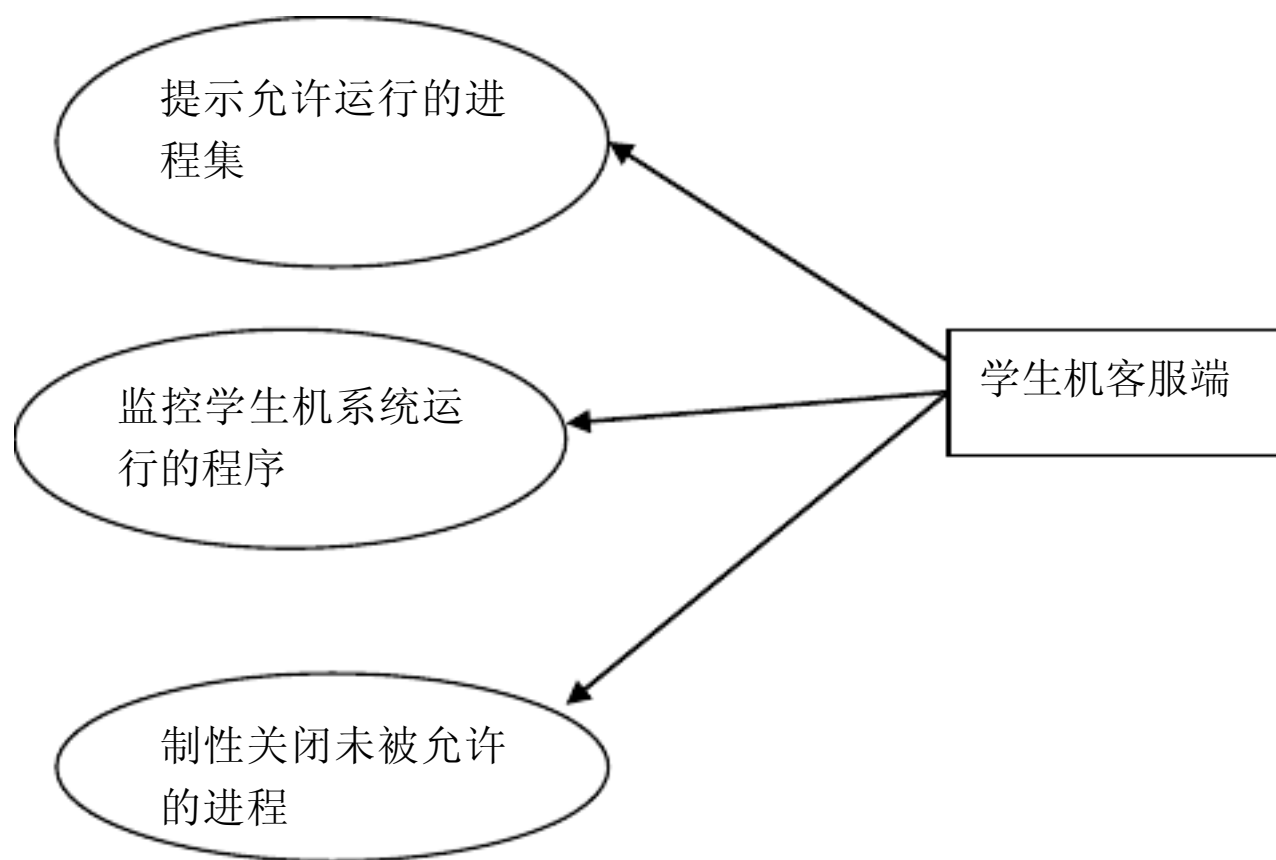 提示允许运行的进
程集
监控学生机系统运
行的程序
学生机客服端
制性关闭未被允许
的进程